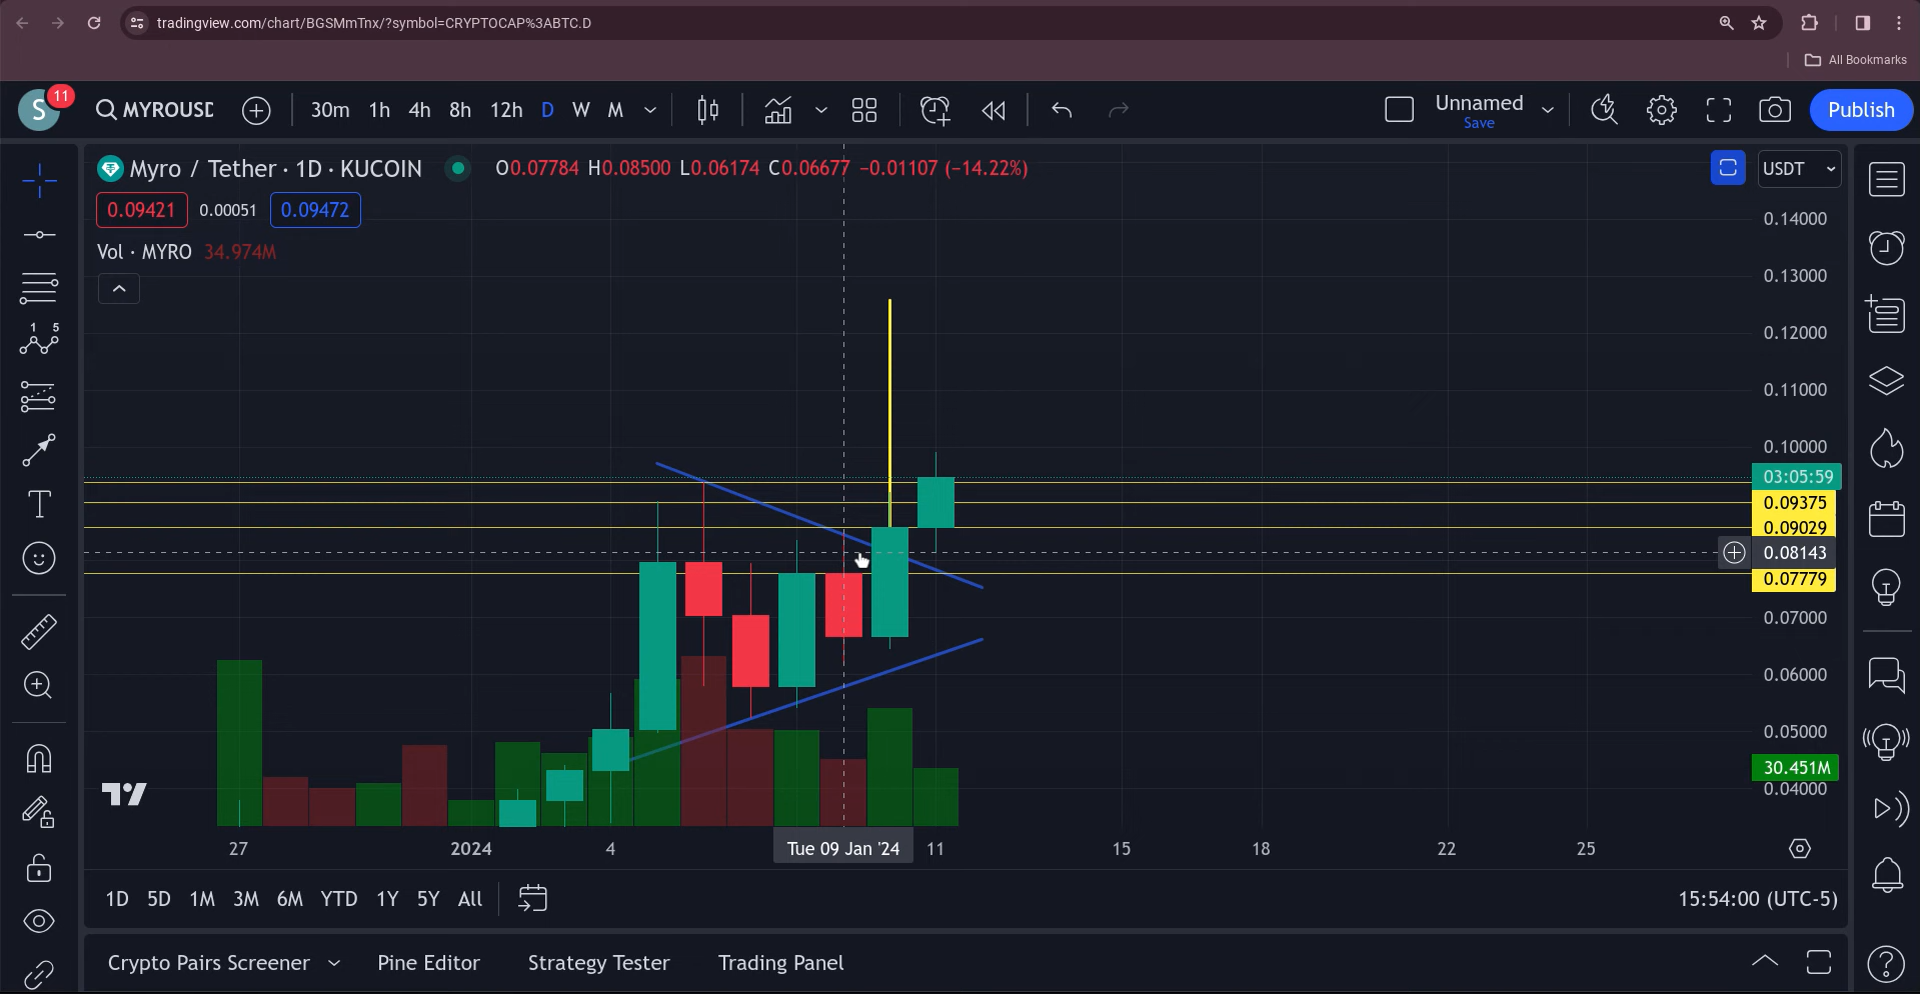 tradingview.com/chart/BGSMmTnx/?symbol=CRYPTOCAP%3ABTC.D
All Bookmarks
S 11 MYROUSD 30m 1h 4h 8h 12h D W M Unnamed Save Publish
Myro / Tether · 1D · KUCOIN O0.07784 H0.08500 L0.06174 C0.06677 −0.01107 (−14.22%) USDT
0.09421 0.00051 0.09472
Vol · MYRO 34.974M
0.14000
0.13000
0.12000
1 5
0.11000
0.10000
03:05:59
0.09375
0.09029
0.08143
0.07779
0.07000
0.06000
0.05000
30.451M
0.04000
27 2024 4 Tue 09 Jan '24 11 15 18 22 25
1D 5D 1M 3M 6M YTD 1Y 5Y All 15:54:00 (UTC-5)
Crypto Pairs Screener Pine Editor Strategy Tester Trading Panel